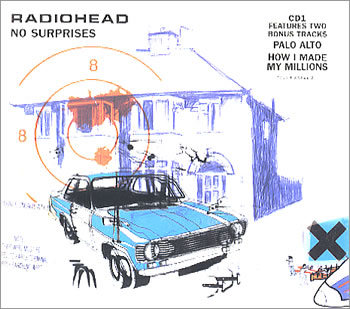 RADIOHEAD
NO SURPRISES
CD1
FEATURES TWO
BONUS TRACKS
PALO ALTO
HOW I MADE
MY MILLIONS
8
8